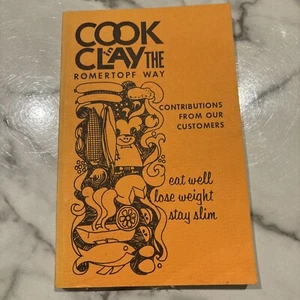 COOK
CLAY THE
ROMERTOPF WAY
CONTRIBUTIONS
FROM OUR
CUSTOMERS
eat well
lose weight
stay slim